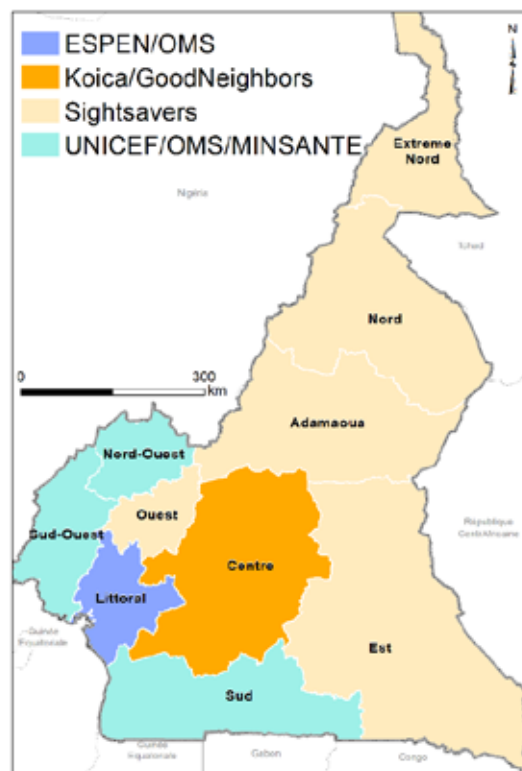 ESPEN/OMS
Koica/GoodNeighbors
Sightsavers
UNICEF/OMS/MINSANTE
N
Extreme
Nord
Nigéria
Tchad
Nord
0 300
km
Adamaoua
Nord-Ouest
Ouest
Sud-Ouest
République
Centrafricaine
Centre
Littoral
Guinée
Equatoriale
Est
Sud
Guinée
Equatoriale
Gabon
Congo